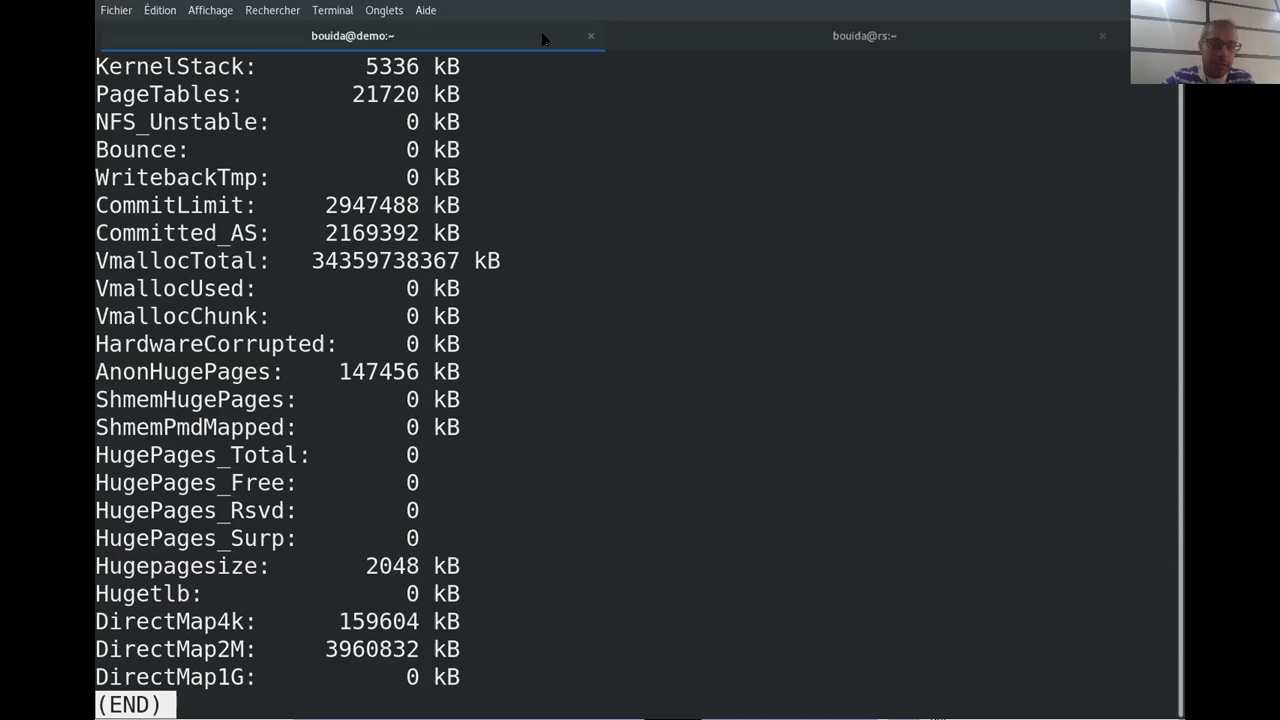 Fichier Édition Affichage Rechercher Terminal Onglets Aide
bouida@demo:~ × bouida@rs:~ ×
KernelStack: 5336 kB
PageTables: 21720 kB
NFS_Unstable: 0 kB
Bounce: 0 kB
WritebackTmp: 0 kB
CommitLimit: 2947488 kB
Committed_AS: 2169392 kB
VmallocTotal: 34359738367 kB
VmallocUsed: 0 kB
VmallocChunk: 0 kB
HardwareCorrupted: 0 kB
AnonHugePages: 147456 kB
ShmemHugePages: 0 kB
ShmemPmdMapped: 0 kB
HugePages_Total: 0
HugePages_Free: 0
HugePages_Rsvd: 0
HugePages_Surp: 0
Hugepagesize: 2048 kB
Hugetlb: 0 kB
DirectMap4k: 159604 kB
DirectMap2M: 3960832 kB
DirectMap1G: 0 kB
(END)